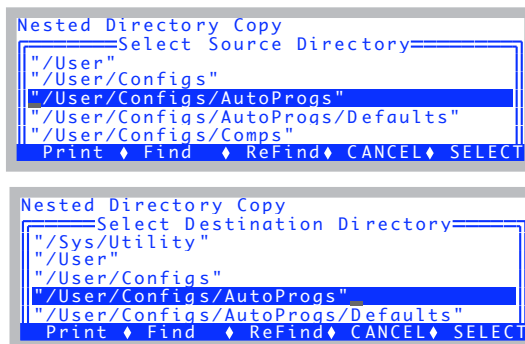 Nested Directory Copy
Select Source Directory
"/User"
"/User/Configs"
"/User/Configs/AutoProgs"
"/User/Configs/AutoProgs/Defaults"
"/User/Configs/Comps"
Print ♦ Find ♦ ReFind♦ CANCEL♦ SELECT
Nested Directory Copy
Select Destination Directory
"/Sys/Utility"
"/User"
"/User/Configs"
"/User/Configs/AutoProgs"_
"/User/Configs/AutoProgs/Defaults"
Print ♦ Find ♦ ReFind♦ CANCEL♦ SELECT